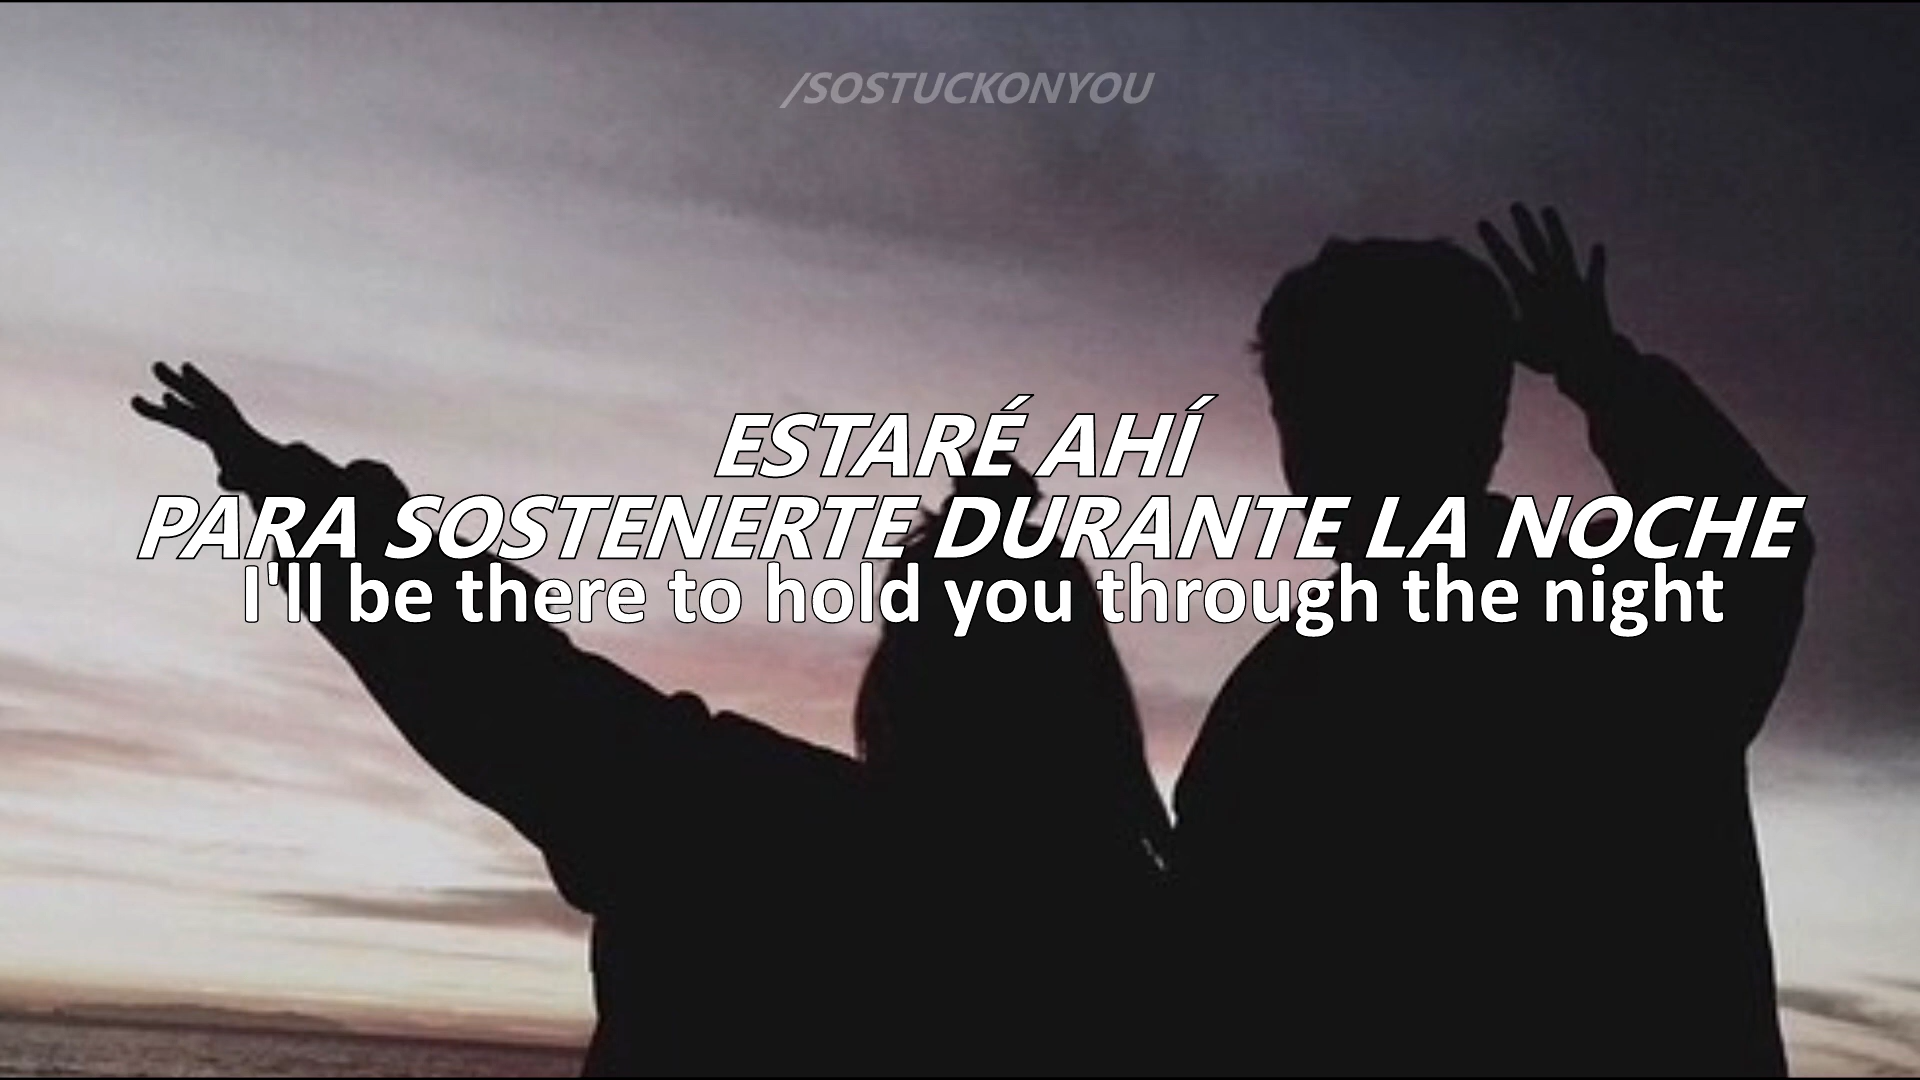 /SOSTUCKONYOU
ESTARÉ AHÍ
PARA SOSTENERTE DURANTE LA NOCHE
I'll be there to hold you through the night